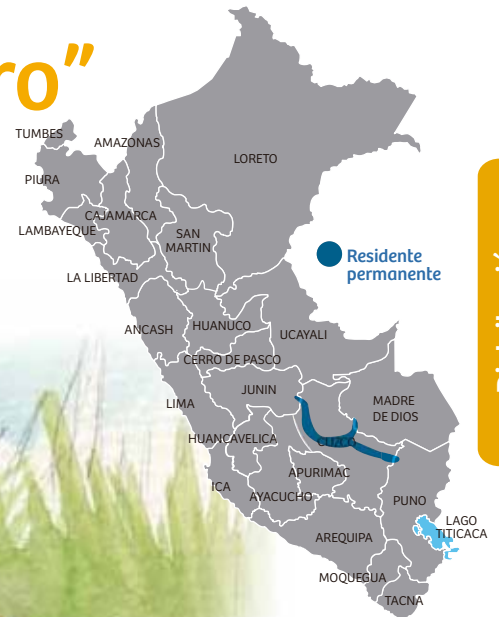 ro”
TUMBES
AMAZONAS
LORETO
PIURA
CAJAMARCA
LAMBAYEQUE
SAN
MARTIN
Residente
permanente
LA LIBERTAD
ANCASH
HUANUCO
UCAYALI
CERRO DE PASCO
JUNIN
MADRE
DE DIOS
LIMA
HUANCAVELICA
CUZCO
APURIMAC
ICA
AYACUCHO
PUNO
LAGO
TITICACA
AREQUIPA
MOQUEGUA
TACNA